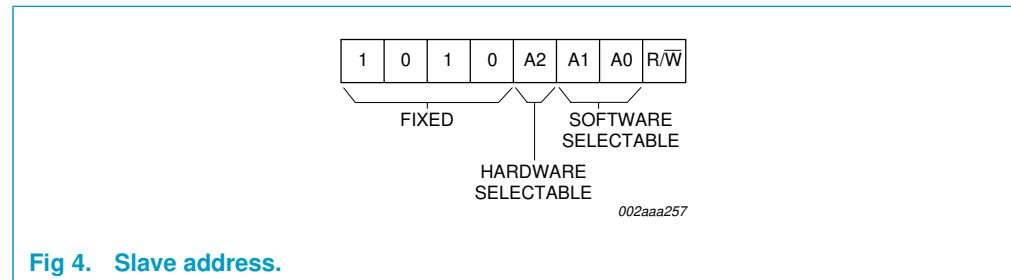 1 0 1 0 A2 A1 A0 R/W̅
FIXED
SOFTWARE
SELECTABLE
HARDWARE
SELECTABLE
002aaa257
Fig 4. Slave address.